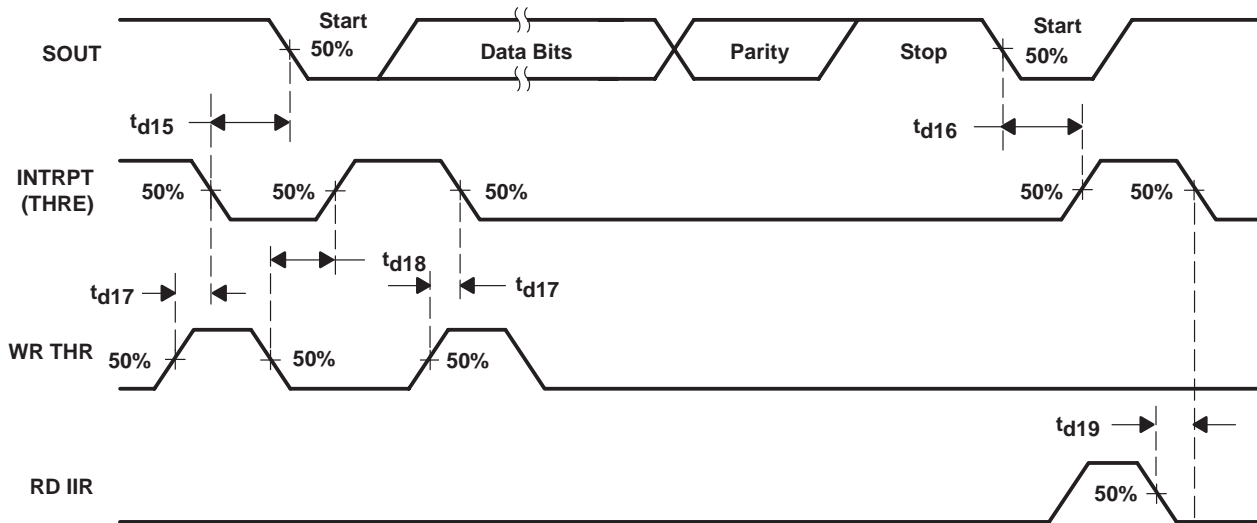 Start
SOUT
50%
Data Bits
Parity
Stop
Start
50%
td15
td16
INTRPT
(THRE)
50%
50%
50%
50%
50%
td18
td17
td17
WR THR
50%
50%
50%
td19
RD IIR
50%